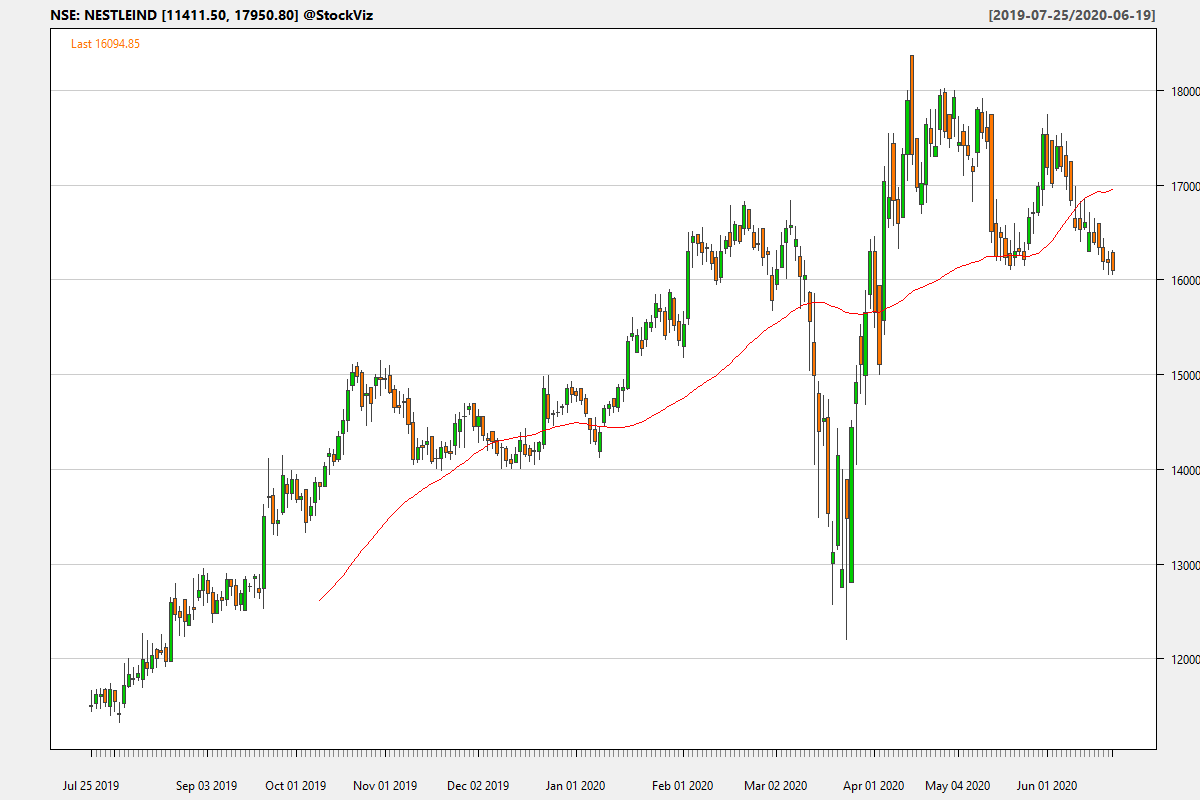 NSE: NESTLEIND [11411.50, 17950.80] @StockViz
[2019-07-25/2020-06-19]
Last 16094.85
18000
17000
16000
15000
14000
13000
12000
Jul 25 2019
Sep 03 2019
Oct 01 2019
Nov 01 2019
Dec 02 2019
Jan 01 2020
Feb 01 2020
Mar 02 2020
Apr 01 2020
May 04 2020
Jun 01 2020